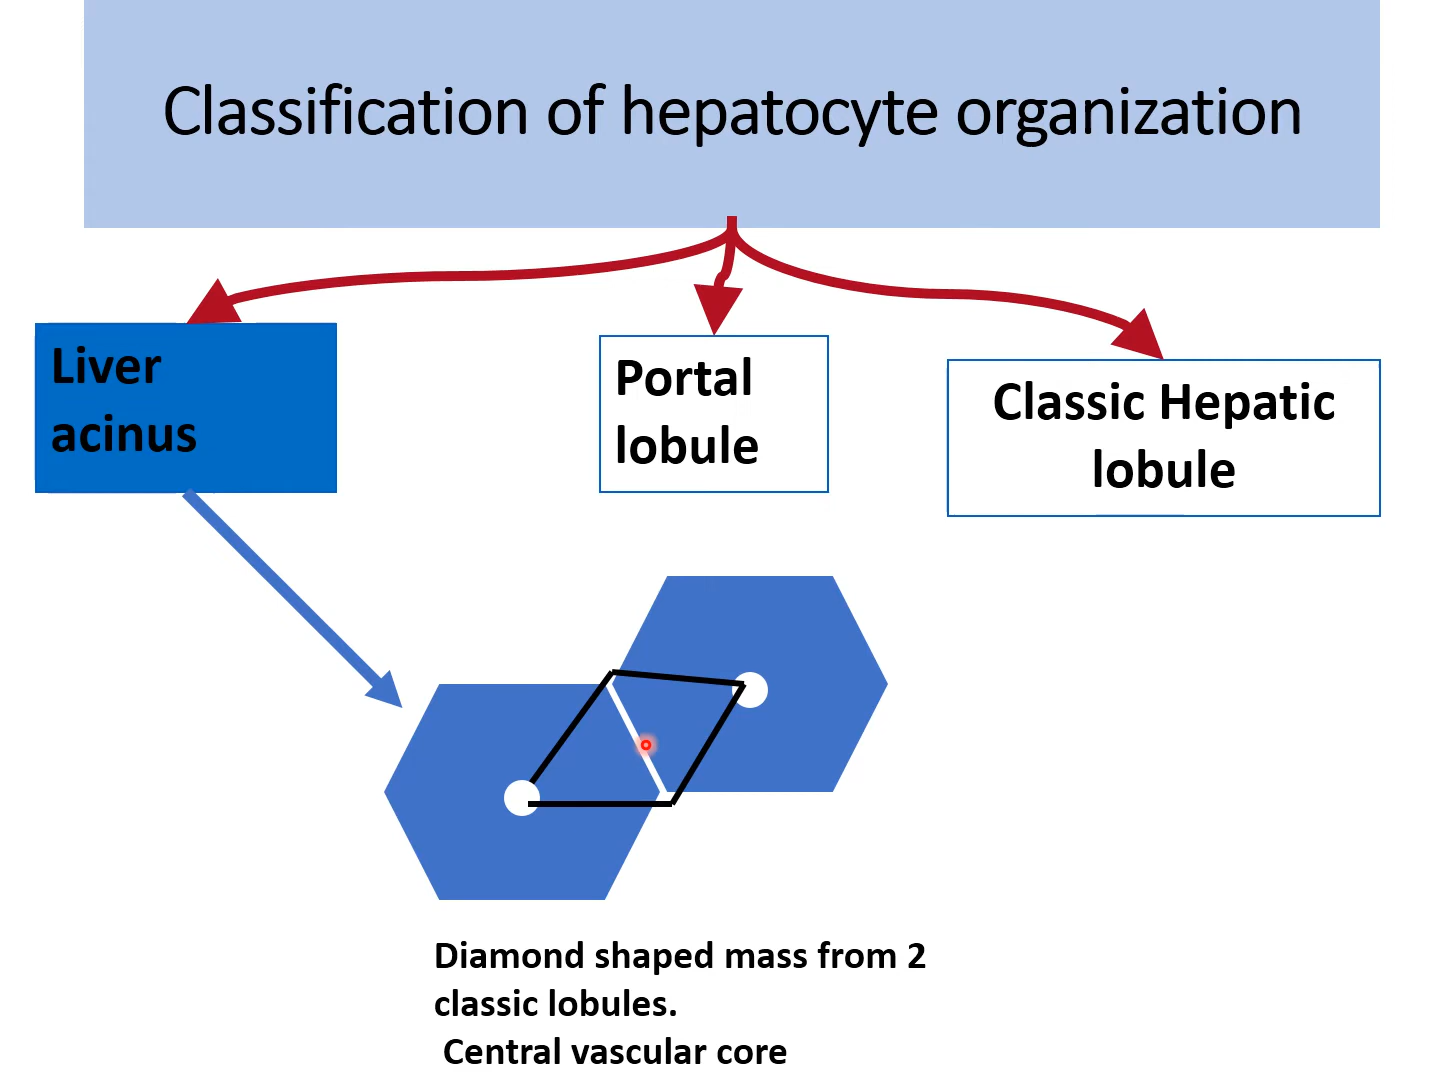 Classification of hepatocyte organization
Liver
acinus
Portal
lobule
Classic Hepatic
lobule
Diamond shaped mass from 2
classic lobules.
Central vascular core